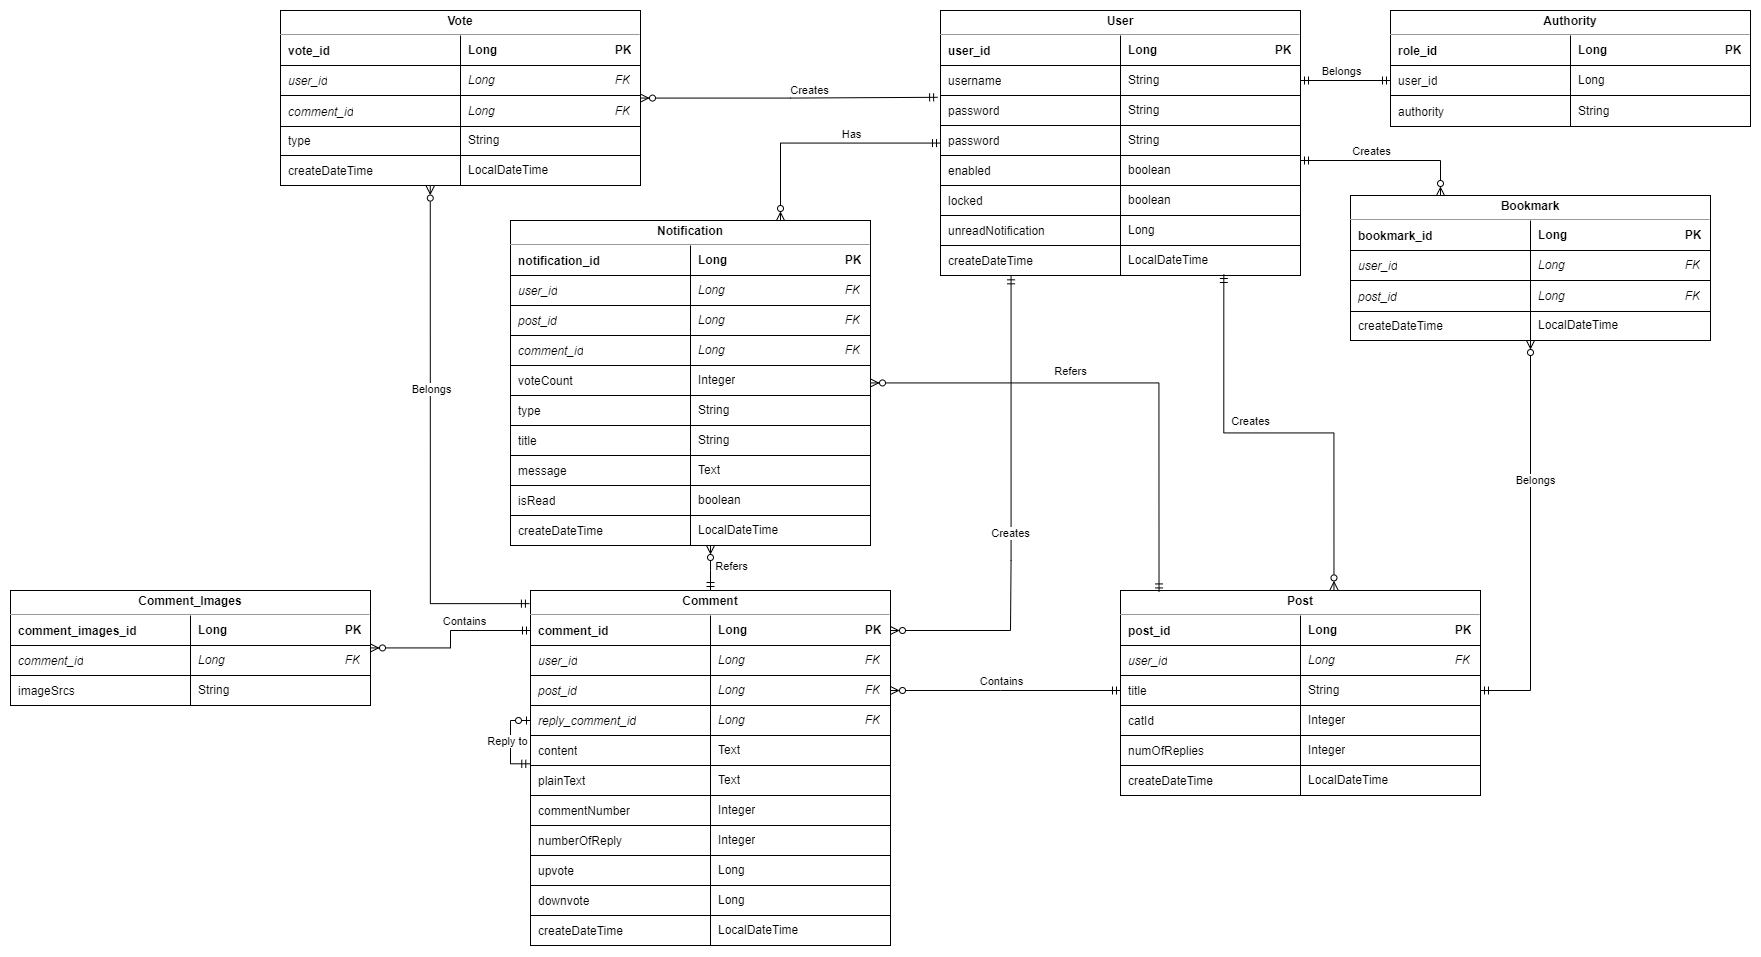 Vote
vote_id Long PK
user_id Long FK
comment_id Long FK
type String
createDateTime LocalDateTime
Creates
Has
User
user_id Long PK
username String
password String
password String
enabled boolean
locked boolean
unreadNotification Long
createDateTime LocalDateTime
Belongs
Authority
role_id Long PK
user_id Long
authority String
Creates
Bookmark
bookmark_id Long PK
user_id Long FK
post_id Long FK
createDateTime LocalDateTime
Notification
notification_id Long PK
user_id Long FK
post_id Long FK
comment_id Long FK
voteCount Integer
type String
title String
message Text
isRead boolean
createDateTime LocalDateTime
Refers
Belongs
Creates
Belongs
Creates
Refers
Comment_Images
comment_images_id Long PK
comment_id Long FK
imageSrcs String
Contains
Comment
comment_id Long PK
user_id Long FK
post_id Long FK
reply_comment_id Long FK
content Text
plainText Text
commentNumber Integer
numberOfReply Integer
upvote Long
downvote Long
createDateTime LocalDateTime
Reply to
Contains
Post
post_id Long PK
user_id Long FK
title String
catId Integer
numOfReplies Integer
createDateTime LocalDateTime